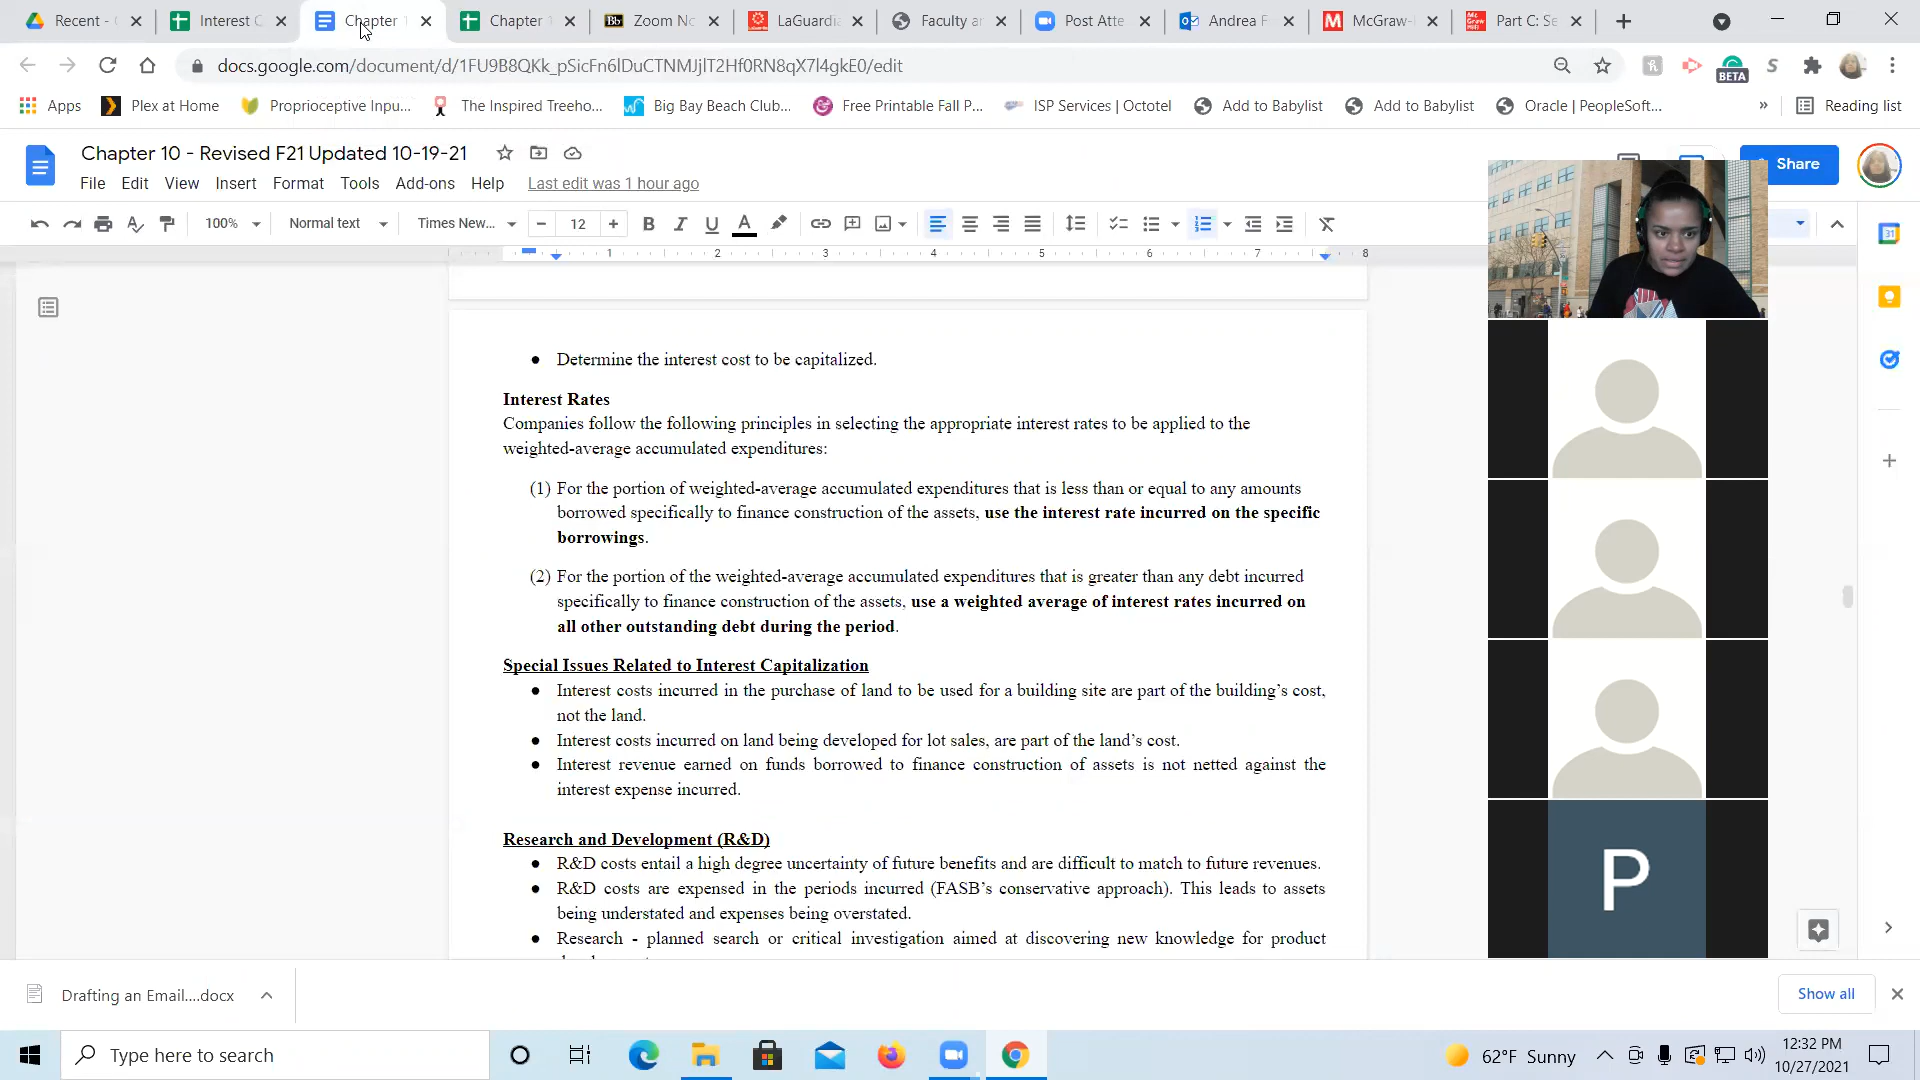 Recent -
Interest C
Chapter 1
Chapter
Bb Zoom No
LaGuardi
Faculty a
Post Atte
Andrea F
McGraw-
Part C: Se
docs.google.com/document/d/1FU9B8QKk_pSicFn6lDuCTNMJjlT2Hf0RN8qX7l4gkE0/edit
BETA
Apps
Plex at Home
Proprioceptive Inpu...
The Inspired Treeho...
Big Bay Beach Club...
Free Printable Fall P...
ISP Services | Octotel
Add to Babylist
Add to Babylist
Oracle | PeopleSoft...
»
Reading list
Chapter 10 - Revised F21 Updated 10-19-21
Share
File Edit View Insert Format Tools Add-ons Help Last edit was 1 hour ago
100% Normal text Times New... 12 B I U A
1 2 3 4 5 6 7 8
● Determine the interest cost to be capitalized.
Interest Rates
Companies follow the following principles in selecting the appropriate interest rates to be applied to the
weighted-average accumulated expenditures:
(1) For the portion of weighted-average accumulated expenditures that is less than or equal to any amounts
borrowed specifically to finance construction of the assets, use the interest rate incurred on the specific
borrowings.
(2) For the portion of the weighted-average accumulated expenditures that is greater than any debt incurred
specifically to finance construction of the assets, use a weighted average of interest rates incurred on
all other outstanding debt during the period.
Special Issues Related to Interest Capitalization
● Interest costs incurred in the purchase of land to be used for a building site are part of the building’s cost,
not the land.
● Interest costs incurred on land being developed for lot sales, are part of the land’s cost.
● Interest revenue earned on funds borrowed to finance construction of assets is not netted against the
interest expense incurred.
Research and Development (R&D)
● R&D costs entail a high degree uncertainty of future benefits and are difficult to match to future revenues.
● R&D costs are expensed in the periods incurred (FASB’s conservative approach). This leads to assets
being understated and expenses being overstated.
● Research - planned search or critical investigation aimed at discovering new knowledge for product
P
Drafting an Email....docx
Show all
Type here to search
62°F Sunny
12:32 PM
10/27/2021